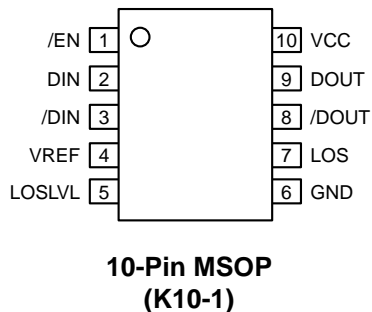 /EN 1 10 VCC
DIN 2 9 DOUT
/DIN 3 8 /DOUT
VREF 4 7 LOS
LOSLVL 5 6 GND
10-Pin MSOP
(K10-1)